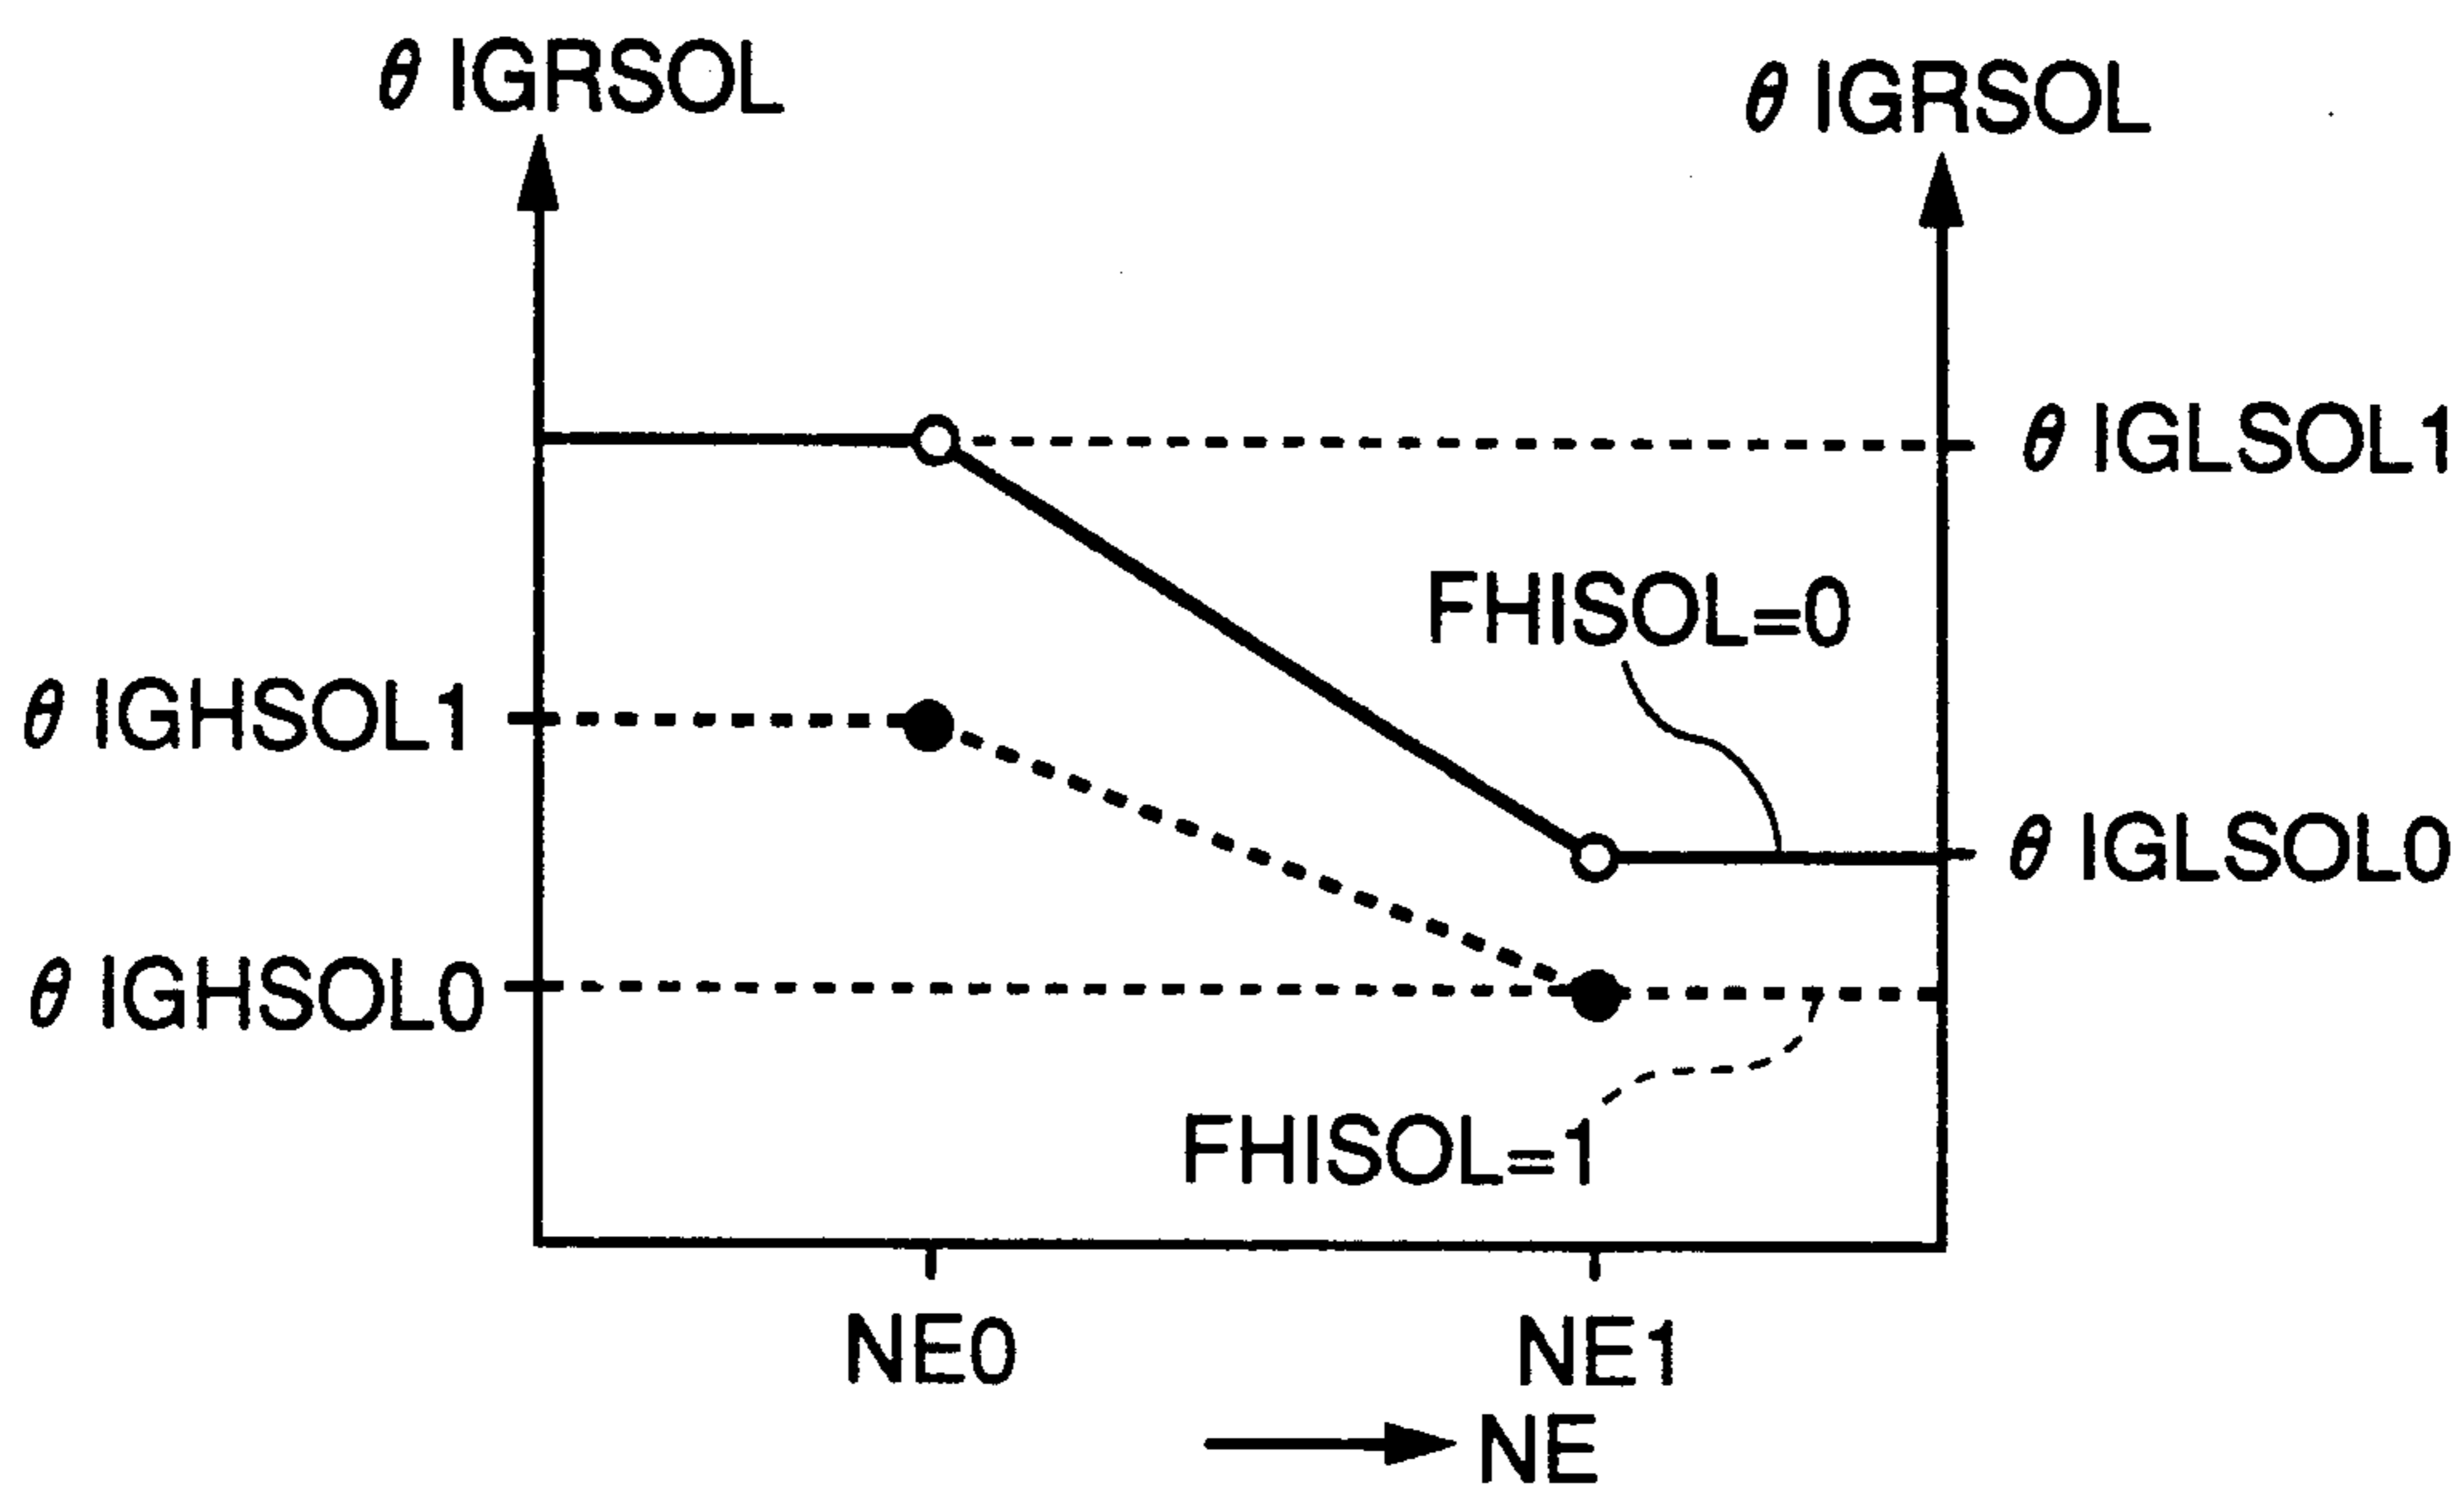 θ IGRSOL
θ IGRSOL
θ IGLSOL1
FHISOL=0
θ IGHSOL1
θ IGLSOL0
θ IGHSOL0
FHISOL=1
NE0
NE1
NE